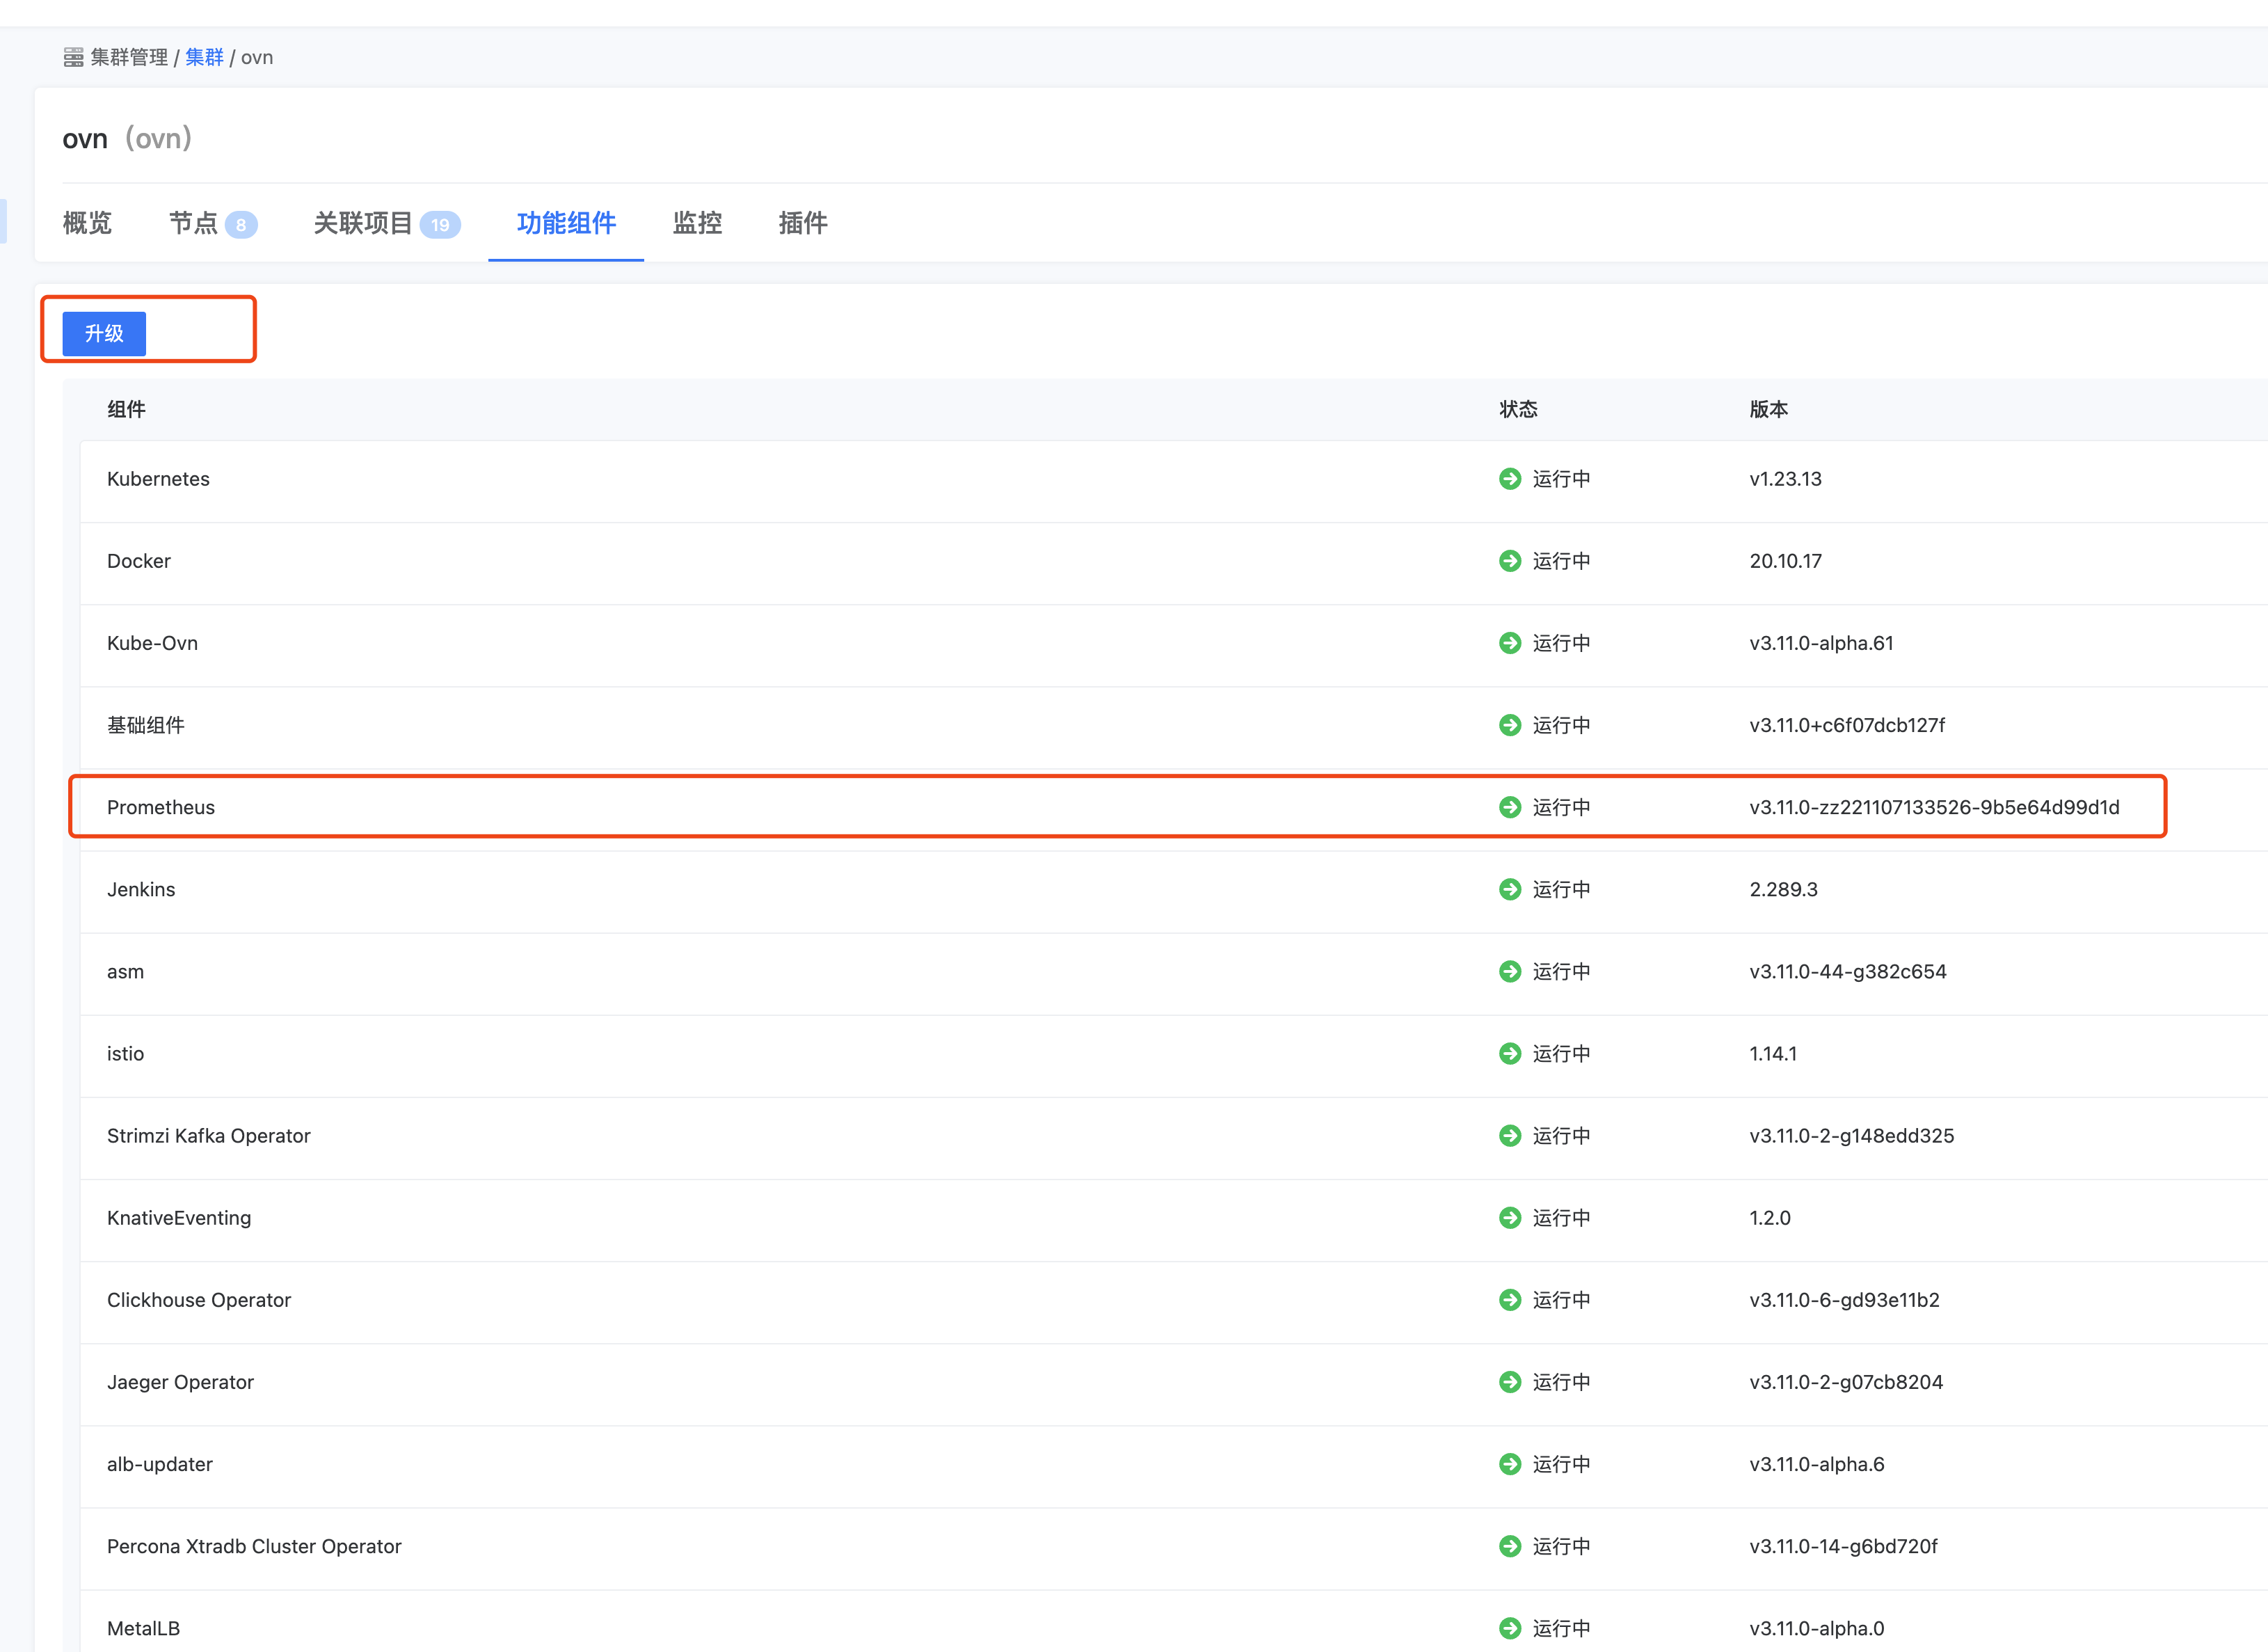 集群管理 / 集群 / ovn
ovn（ovn）
概览 节点 8 关联项目 19 功能组件 监控 插件
升级
组件 状态 版本
Kubernetes 运行中 v1.23.13
Docker 运行中 20.10.17
Kube-Ovn 运行中 v3.11.0-alpha.61
基础组件 运行中 v3.11.0+c6f07dcb127f
Prometheus 运行中 v3.11.0-zz221107133526-9b5e64d99d1d
Jenkins 运行中 2.289.3
asm 运行中 v3.11.0-44-g382c654
istio 运行中 1.14.1
Strimzi Kafka Operator 运行中 v3.11.0-2-g148edd325
KnativeEventing 运行中 1.2.0
Clickhouse Operator 运行中 v3.11.0-6-gd93e11b2
Jaeger Operator 运行中 v3.11.0-2-g07cb8204
alb-updater 运行中 v3.11.0-alpha.6
Percona Xtradb Cluster Operator 运行中 v3.11.0-14-g6bd720f
MetalLB 运行中 v3.11.0-alpha.0